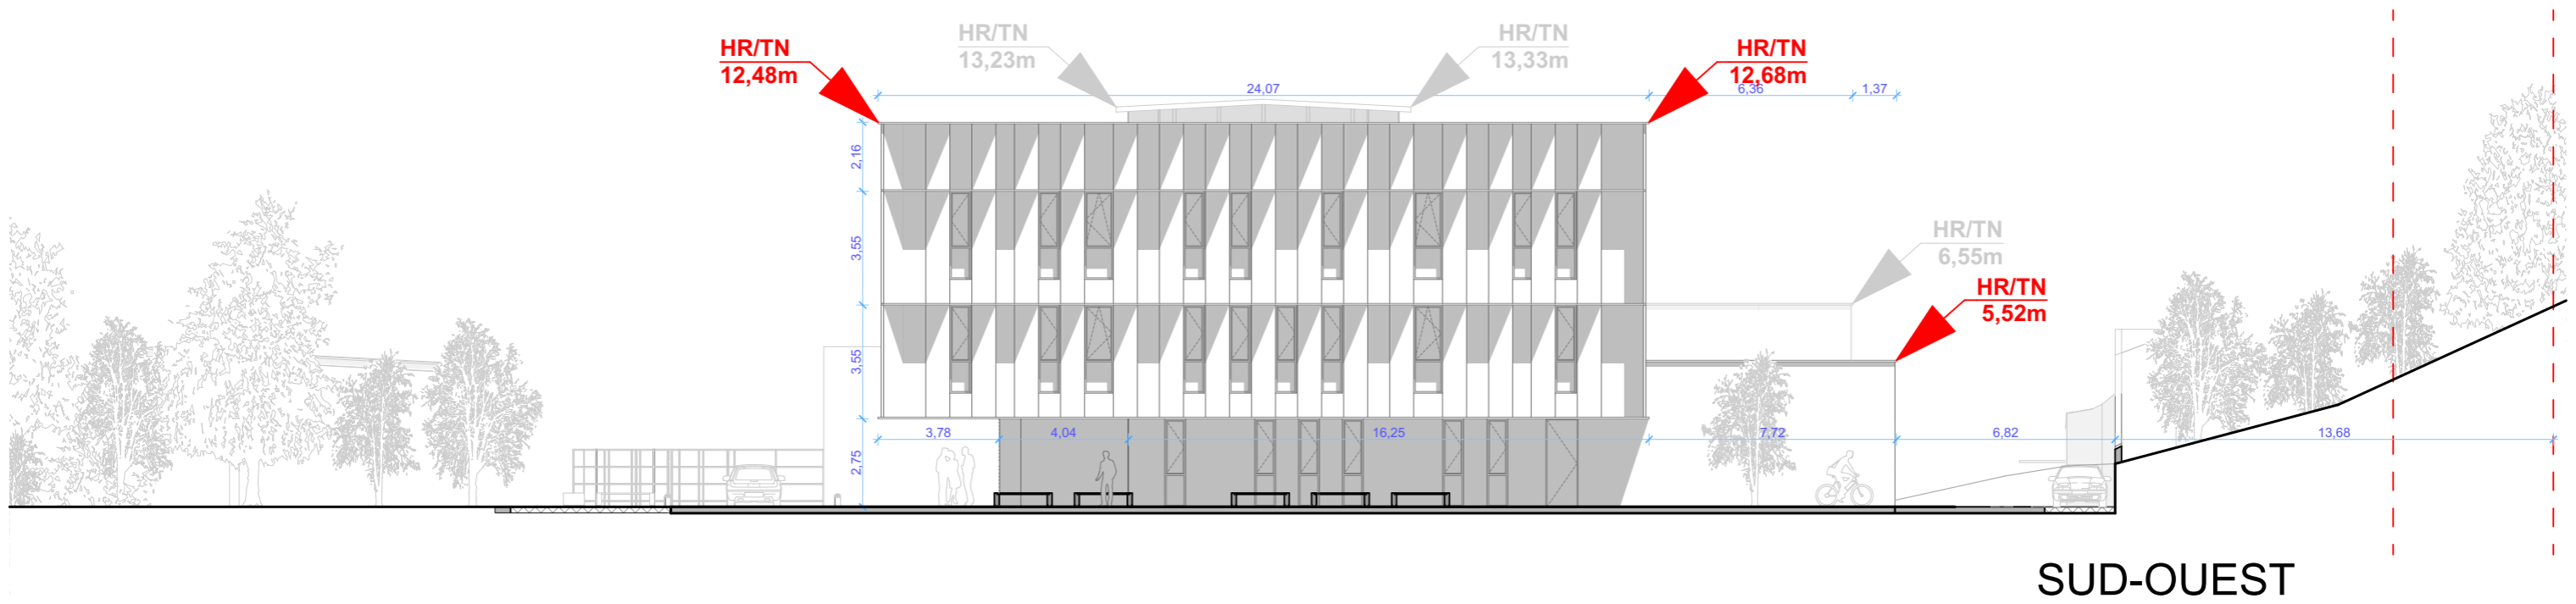 HR/TN
12,48m
HR/TN
13,23m
HR/TN
13,33m
HR/TN
12,68m
24,07
6,36
1,37
2,16
3,55
3,55
2,75
HR/TN
6,55m
HR/TN
5,52m
3,78
4,04
16,25
7,72
6,82
13,68
SUD-OUEST